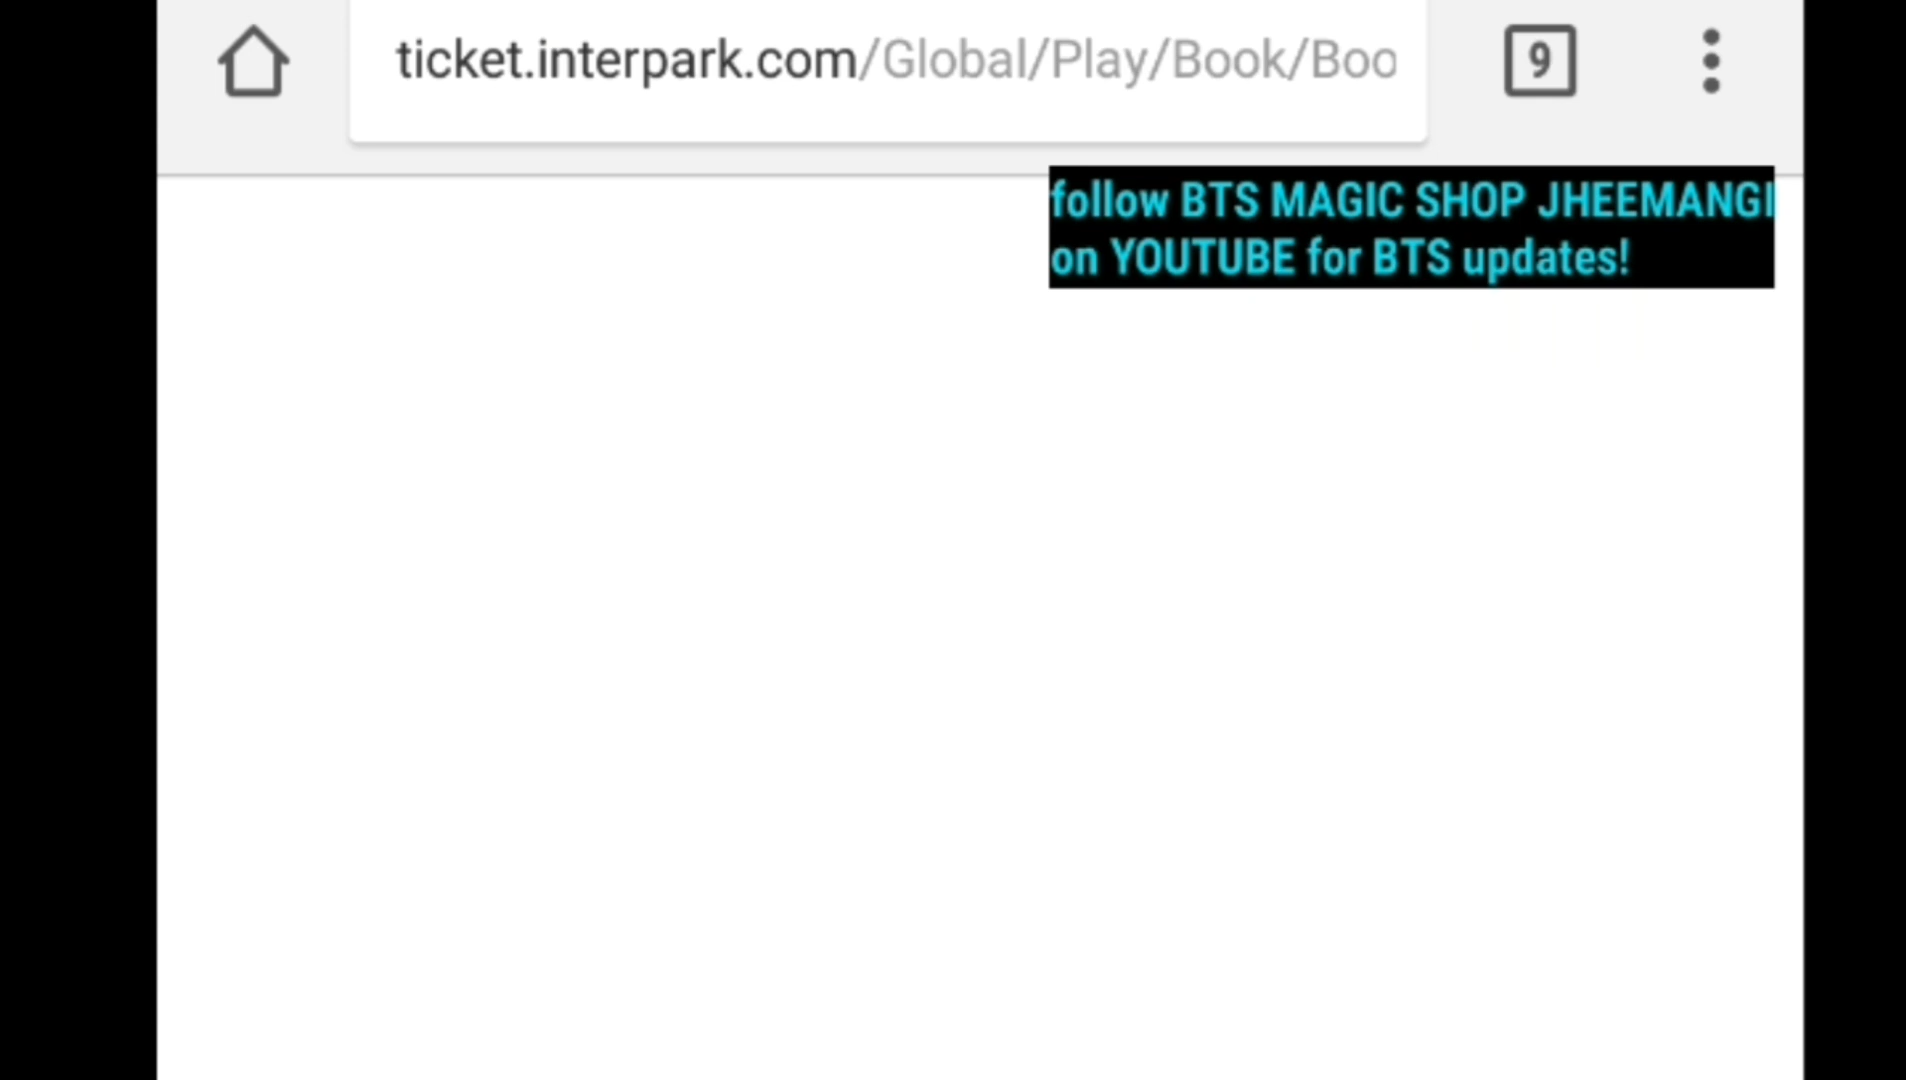 ticket.interpark.com/Global/Play/Book/Boo
9
follow BTS MAGIC SHOP JHEEMANGI
on YOUTUBE for BTS updates!